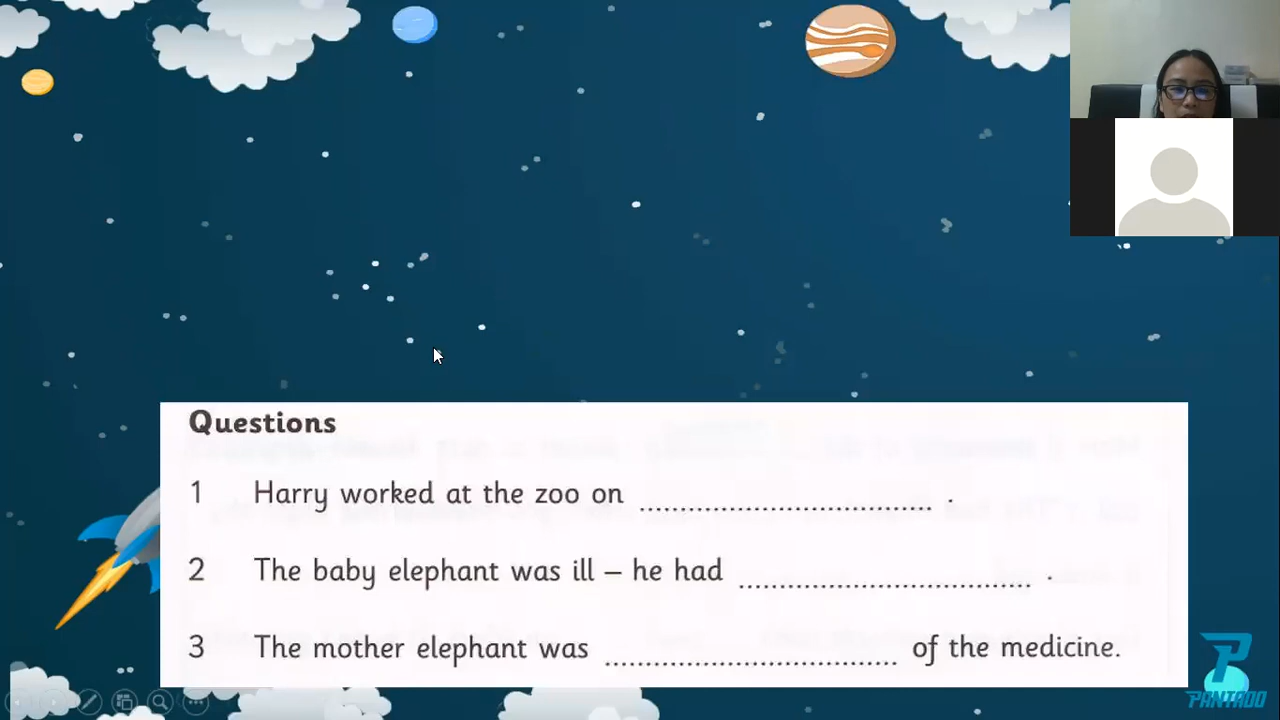 Questions
1 Harry worked at the zoo on .............................. .
2 The baby elephant was ill – he had .............................. .
3 The mother elephant was .............................. of the medicine.
PANTADO